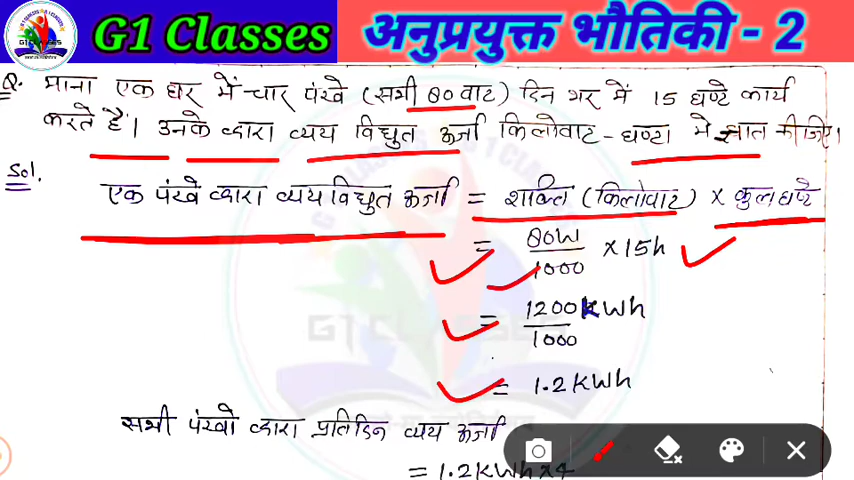 G1 Classes
अनुप्रयुक्त भौतिकी - 2
Q. माना एक घर में चार पंखे (सभी 80 वाट) दिन भर में 15 घण्टे कार्य
करते हैं। उनके द्वारा व्यय विद्युत ऊर्जा किलोवाट-घण्टा मे ज्ञात कीजिए।
Sol.
एक पंखे द्वारा व्यय विद्युत ऊर्जा = शक्ति (किलोवाट) × कुल घण्टे
= 80W/1000 × 15h
= 1200/1000 KWh
= 1.2 KWh
सभी पंखो द्वारा प्रतिदिन व्यय ऊर्जा
= 1.2 KWh × 4